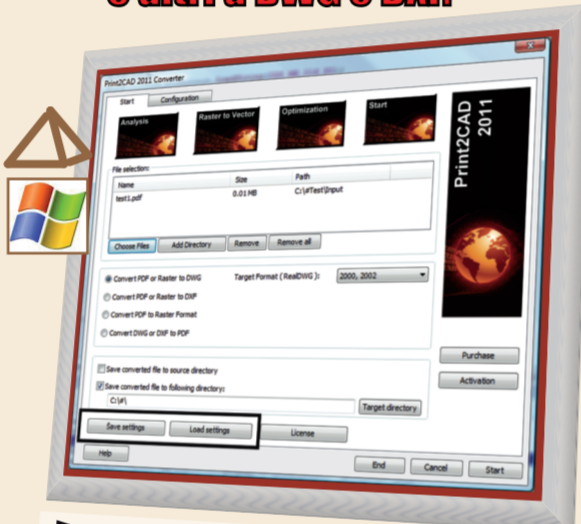 Print2CAD 2011 Converter
Start Configuration
Analysis Raster to Vector Optimization Start
Print2CAD 2011
File selection:
Name Size Path
test1.pdf 0.01 MB C:\#Test\Input
Choose Files Add Directory Remove Remove all
Convert PDF or Raster to DWG Target Format ( RealDWG ): 2000, 2002
Convert PDF or Raster to DXF
Convert PDF to Raster Format
Convert DWG or DXF to PDF
Purchase
Save converted file to source directory
Activation
Save converted file to following directory:
C:\#\ Target directory
Save settings Load settings License
Help End Cancel Start